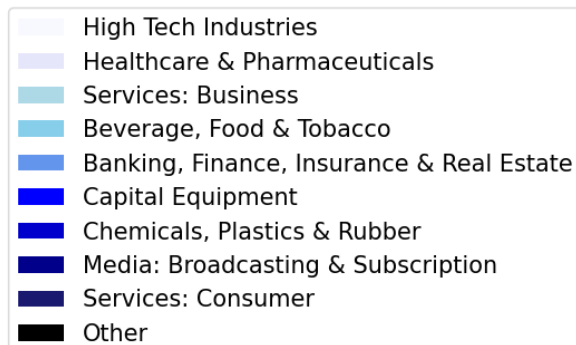 High Tech Industries
Healthcare & Pharmaceuticals
Services: Business
Beverage, Food & Tobacco
Banking, Finance, Insurance & Real Estate
Capital Equipment
Chemicals, Plastics & Rubber
Media: Broadcasting & Subscription
Services: Consumer
Other